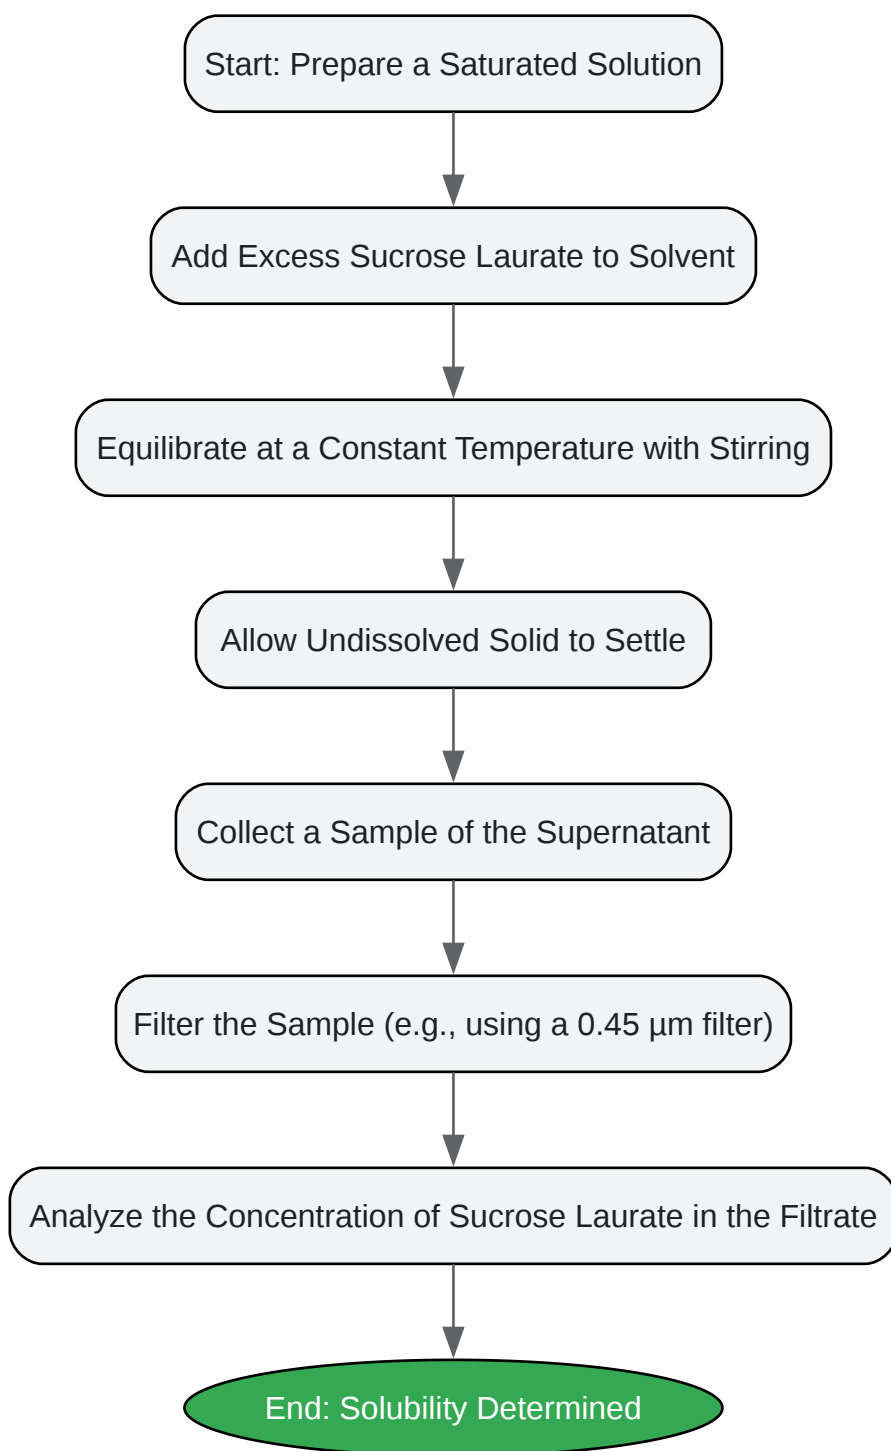 Start: Prepare a Saturated Solution
Add Excess Sucrose Laurate to Solvent
Equilibrate at a Constant Temperature with Stirring
Allow Undissolved Solid to Settle
Collect a Sample of the Supernatant
Filter the Sample (e.g., using a 0.45 µm filter)
Analyze the Concentration of Sucrose Laurate in the Filtrate
End: Solubility Determined